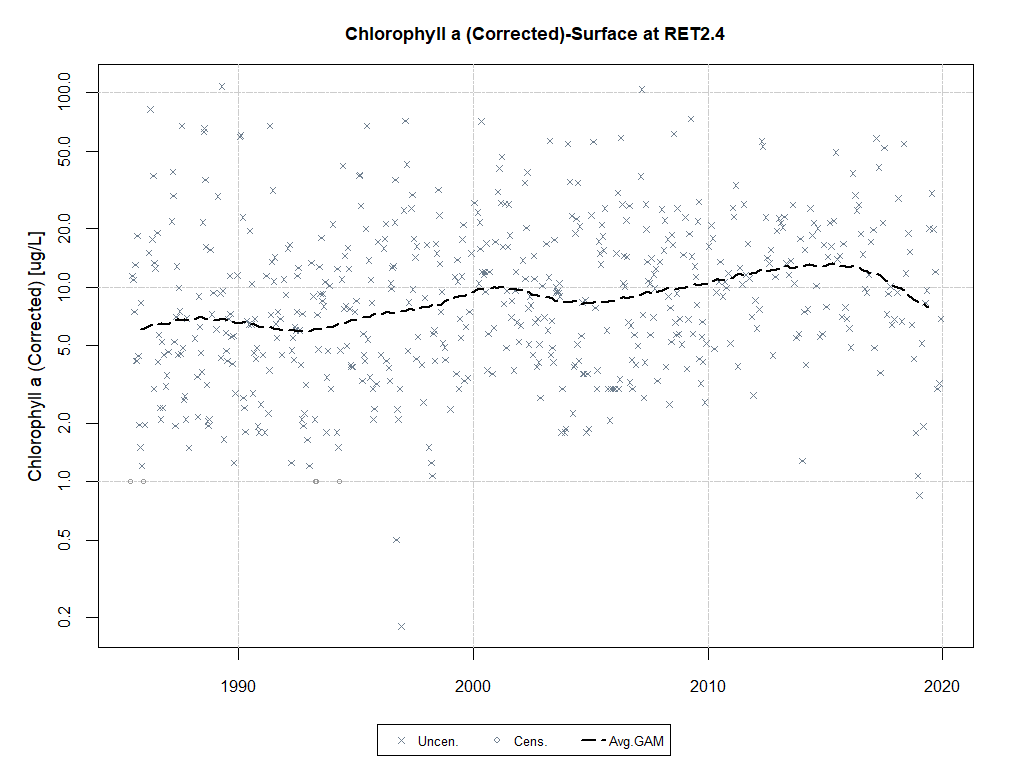 Chlorophyll a (Corrected)-Surface at RET2.4
Chlorophyll a (Corrected) [ug/L]
100.0
50.0
20.0
10.0
5.0
2.0
1.0
0.5
0.2
1990 2000 2010 2020
Uncen. Cens. Avg.GAM